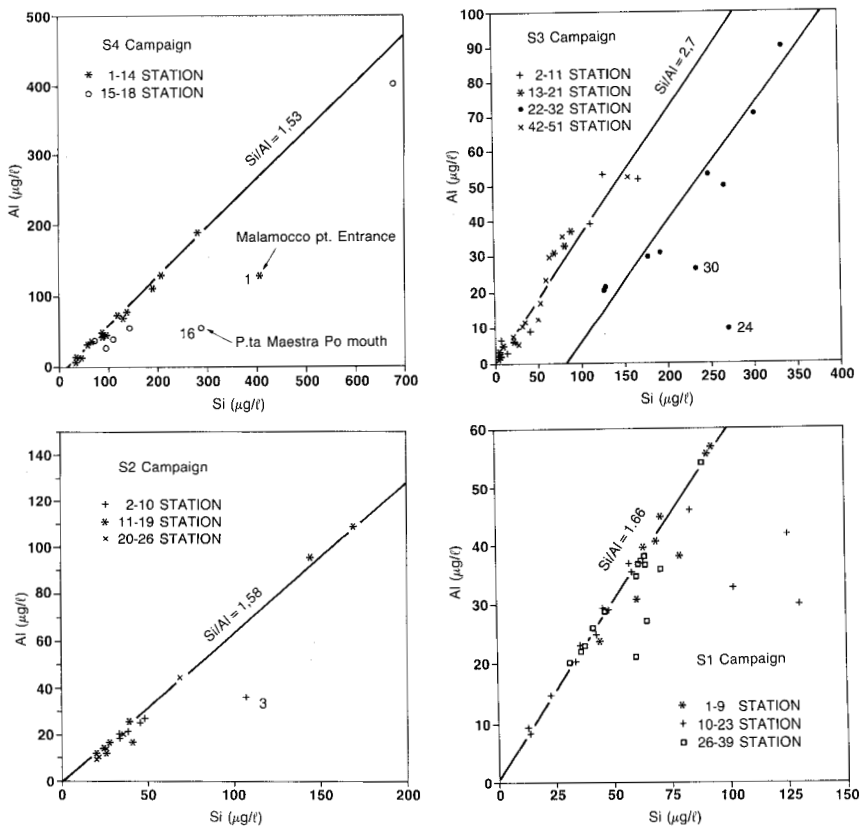 500
400
300
200
100
0
0 100 200 300 400 500 600 700
Al (µg/ℓ)
Si (µg/ℓ)
S4 Campaign
* 1-14 STATION
○ 15-18 STATION
Si/Al = 1,53
Malamocco pt. Entrance
1
16
P.ta Maestra Po mouth
100
90
80
70
60
50
40
30
20
10
0
0 50 100 150 200 250 300 350 400
Al (µg/ℓ)
Si (µg/ℓ)
S3 Campaign
+ 2-11 STATION
* 13-21 STATION
• 22-32 STATION
× 42-51 STATION
Si/Al = 2,7
30
24
140
120
100
80
60
40
20
0
0 50 100 150 200
Al (µg/ℓ)
Si (µg/ℓ)
S2 Campaign
+ 2-10 STATION
* 11-19 STATION
× 20-26 STATION
Si/Al = 1,58
3
60
50
40
30
20
10
0
0 25 50 75 100 125 150
Al (µg/ℓ)
Si (µg/ℓ)
Si/Al = 1.66
S1 Campaign
* 1-9 STATION
+ 10-23 STATION
□ 26-39 STATION